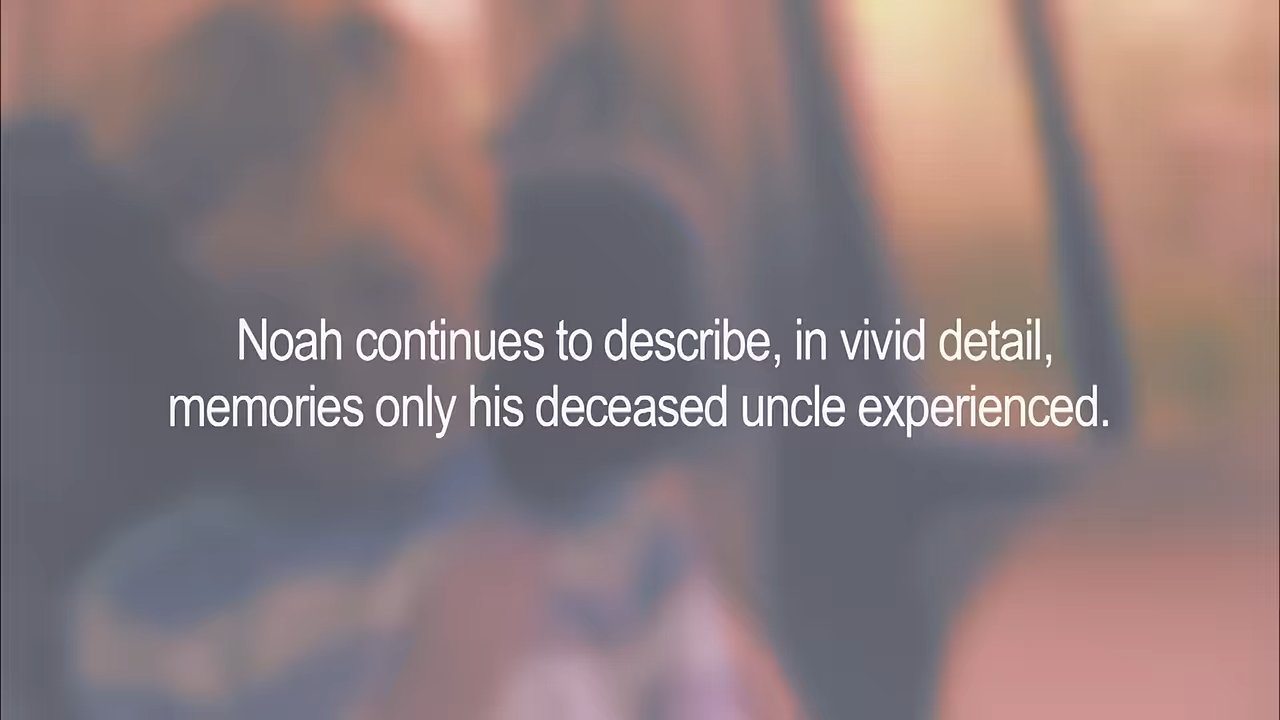 Noah continues to describe, in vivid detail,
memories only his deceased uncle experienced.